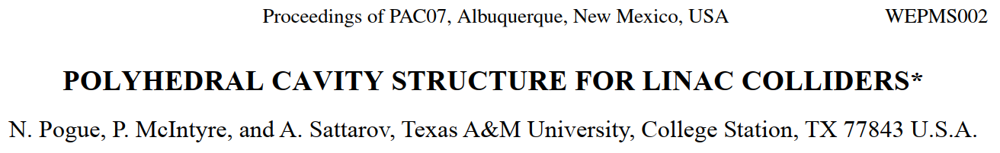 Proceedings of PAC07, Albuquerque, New Mexico, USA WEPMS002
POLYHEDRAL CAVITY STRUCTURE FOR LINAC COLLIDERS*
N. Pogue, P. McIntyre, and A. Sattarov, Texas A&M University, College Station, TX 77843 U.S.A.